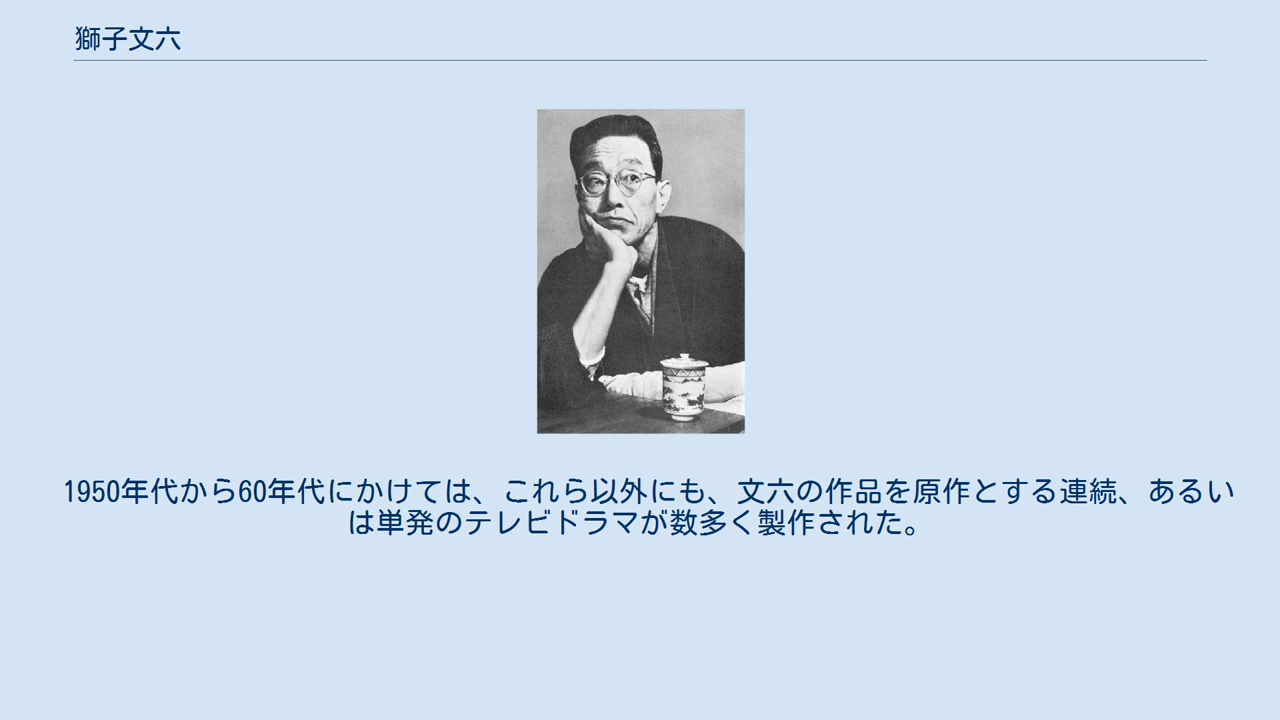 獅子文六
1950年代から60年代にかけては、これら以外にも、文六の作品を原作とする連続、あるい
は単発のテレビドラマが数多く製作された。